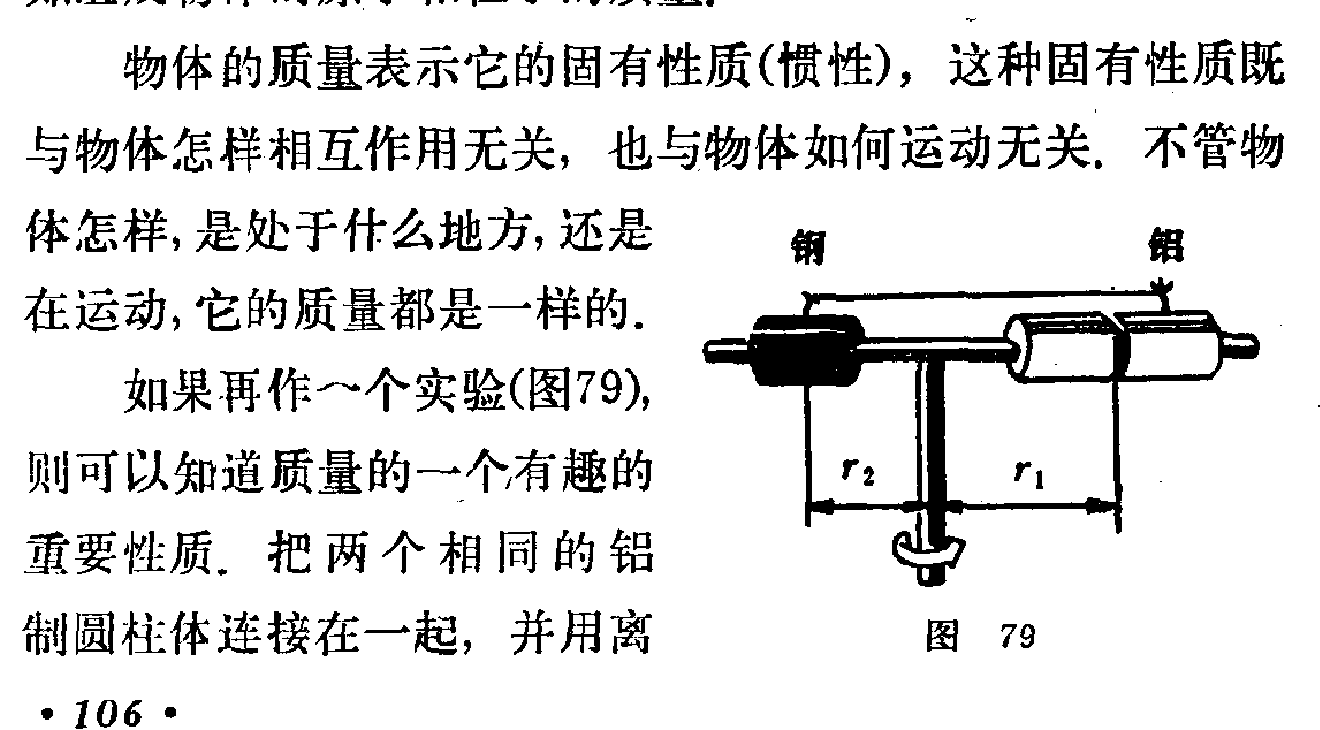 物体的质量表示它的固有性质(惯性)，这种固有性质既
与物体怎样相互作用无关，也与物体如何运动无关．不管物
体怎样，是处于什么地方，还是
在运动，它的质量都是一样的．
如果再作一个实验(图79)，
则可以知道质量的一个有趣的
重要性质．把两个相同的铝
制圆柱体连接在一起，并用离
铝
r₂
r₁
图 79
·106·